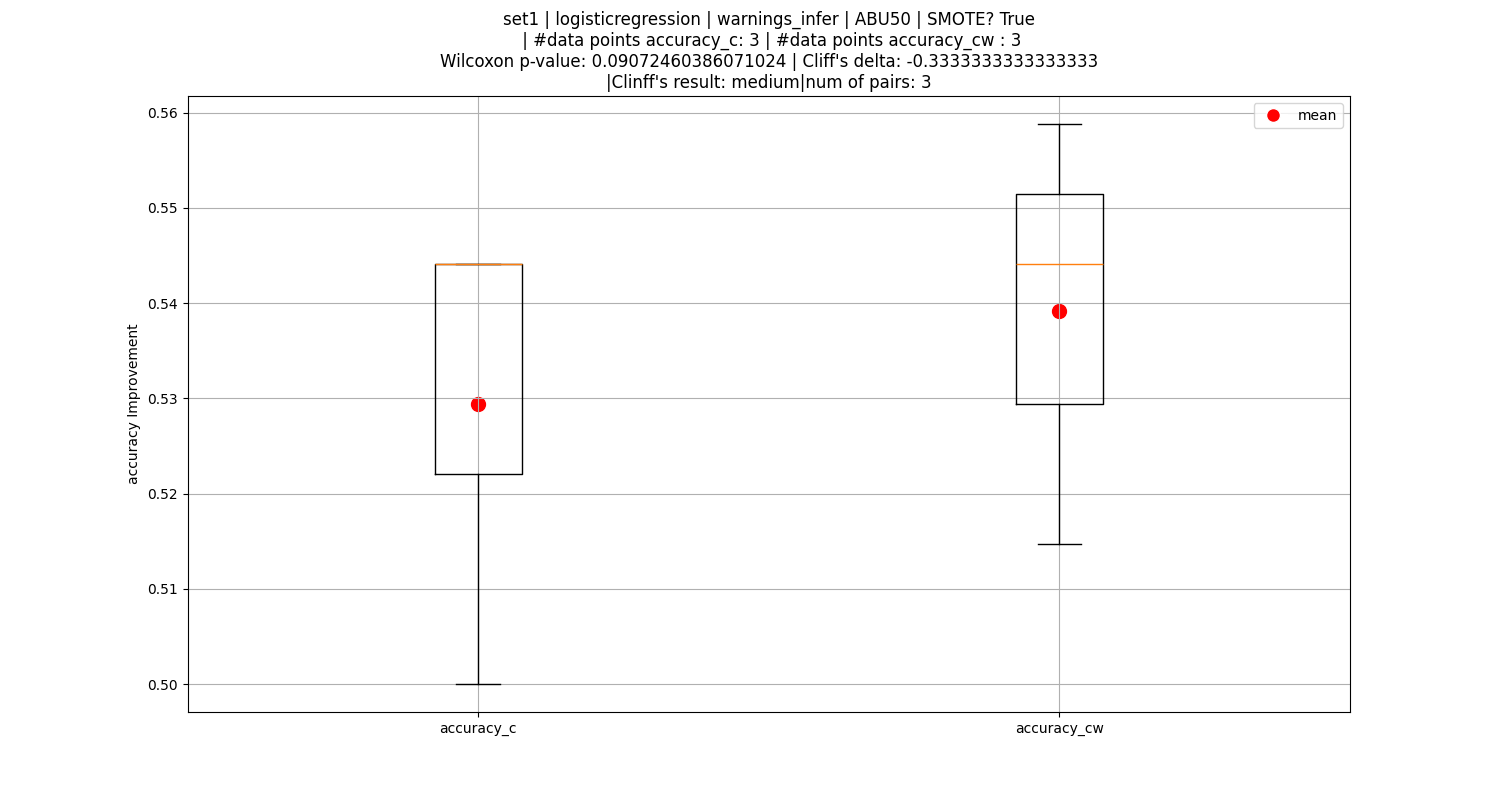 set1 | logisticregression | warnings_infer | ABU50 | SMOTE? True
| #data points accuracy_c: 3 | #data points accuracy_cw : 3
Wilcoxon p-value: 0.09072460386071024 | Cliff's delta: -0.3333333333333333
|Clinff's result: medium|num of pairs: 3
mean
0.56
0.55
0.54
0.53
0.52
0.51
0.50
accuracy Improvement
accuracy_c
accuracy_cw